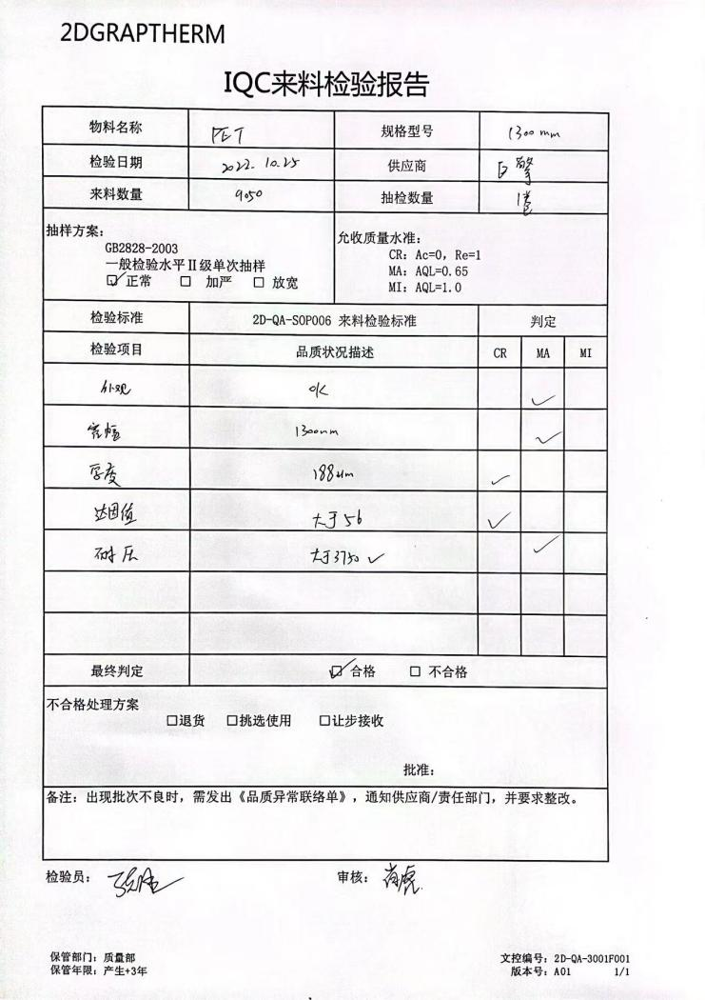 2DGRAPTHERM
IQC来料检验报告
物料名称 PET 规格型号 1300mm
检验日期 2022.10.25 供应商
来料数量 9050 抽检数量 1卷
抽样方案:
GB2828-2003
一般检验水平Ⅱ级单次抽样
☑正常 □ 加严 □ 放宽
允收质量水准:
CR: Ac=0, Re=1
MA: AQL=0.65
MI: AQL=1.0
检验标准 2D-QA-SOP006 来料检验标准 判定
检验项目 品质状况描述 CR MA MI
外观 ok ✓
宽幅 1300mm ✓
厚度 188um ✓
达因值 大于56 ✓
耐压 大于3750 ✓ ✓
最终判定 ☑合格 □ 不合格
不合格处理方案
□退货 □挑选使用 □让步接收
批准:
备注: 出现批次不良时, 需发出《品质异常联络单》, 通知供应商/责任部门, 并要求整改。
检验员:
审核:
保管部门: 质量部 文控编号: 2D-QA-3001F001
保管年限: 产生+3年 版本号: A01 1/1